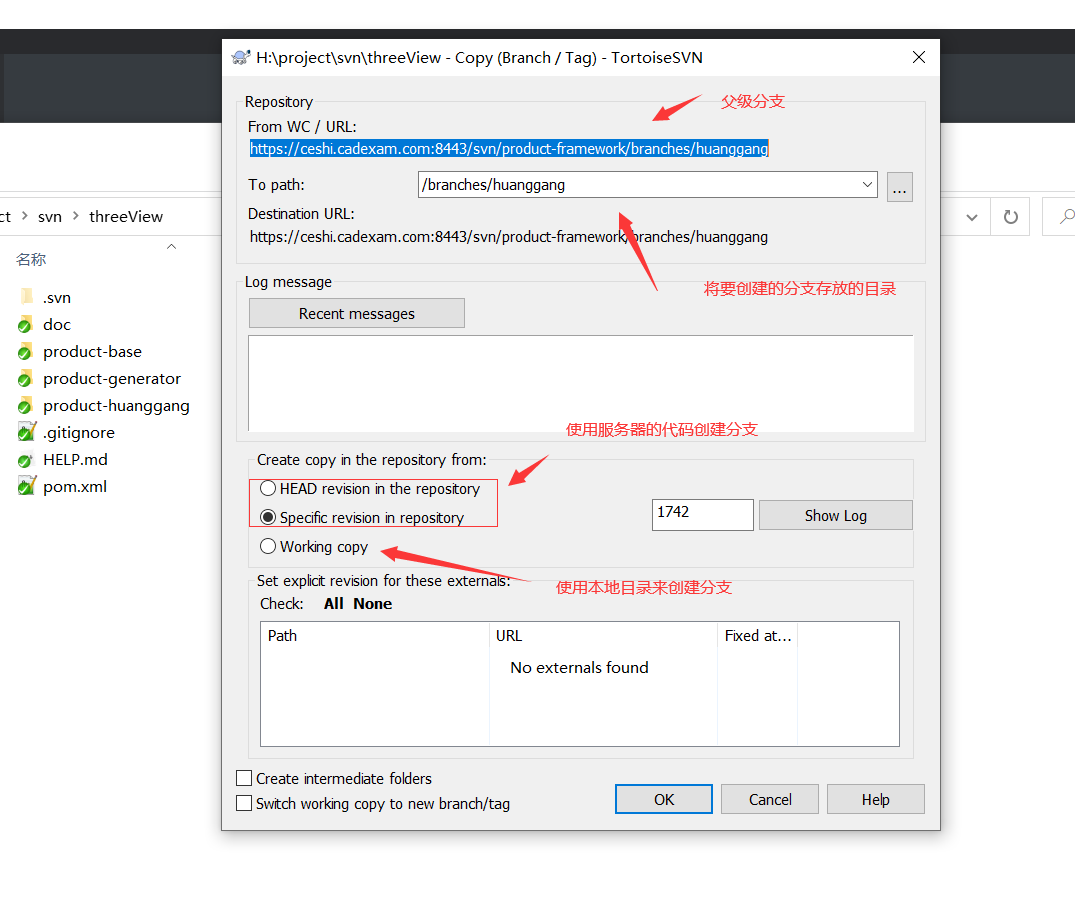 H:\project\svn\threeView - Copy (Branch / Tag) - TortoiseSVN
Repository
父级分支
From WC / URL:
https://ceshi.cadexam.com:8443/svn/product-framework/branches/huanggang
To path:
/branches/huanggang
...
Destination URL:
https://ceshi.cadexam.com:8443/svn/product-framework/branches/huanggang
ct > svn > threeView
名称
.svn
doc
product-base
product-generator
product-huanggang
.gitignore
HELP.md
pom.xml
Log message
将要创建的分支存放的目录
Recent messages
使用服务器的代码创建分支
Create copy in the repository from:
HEAD revision in the repository
Specific revision in repository
1742
Show Log
Working copy
Set explicit revision for these externals:
使用本地目录来创建分支
Check: All None
Path URL Fixed at...
No externals found
Create intermediate folders
Switch working copy to new branch/tag
OK Cancel Help